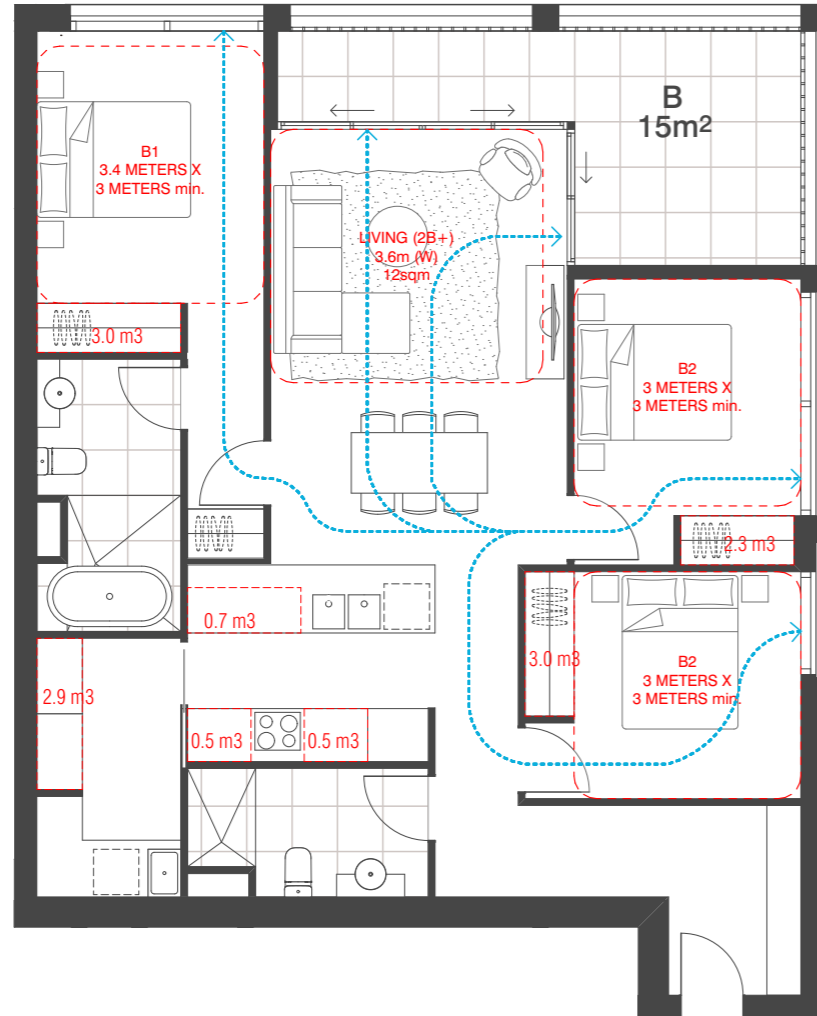 B
15m²
B1
3.4 METERS X
3 METERS min.
LIVING (2B+)
3.6m (W)
12sqm
3.0 m3
B2
3 METERS X
3 METERS min.
2.3 m3
0.7 m3
3.0 m3
B2
3 METERS X
3 METERS min.
2.9 m3
0.5 m3
0.5 m3